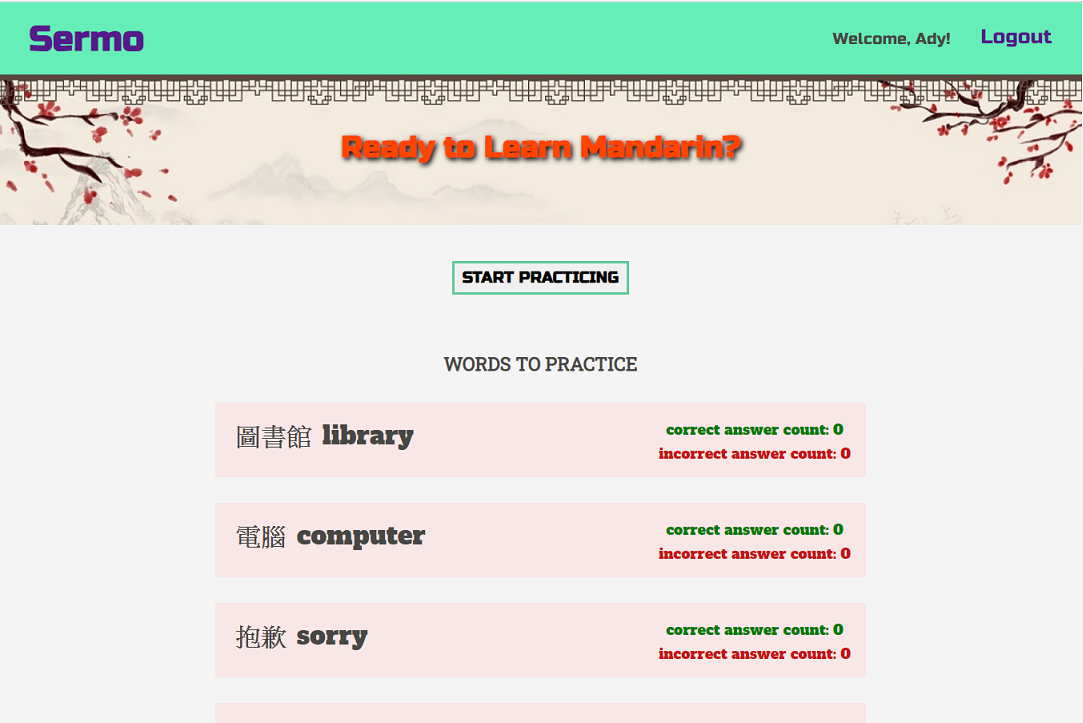 Sermo
Welcome, Ady!
Logout
Ready to Learn Mandarin?
START PRACTICING
WORDS TO PRACTICE
圖書館 library
correct answer count: 0
incorrect answer count: 0
電腦 computer
correct answer count: 0
incorrect answer count: 0
抱歉 sorry
correct answer count: 0
incorrect answer count: 0